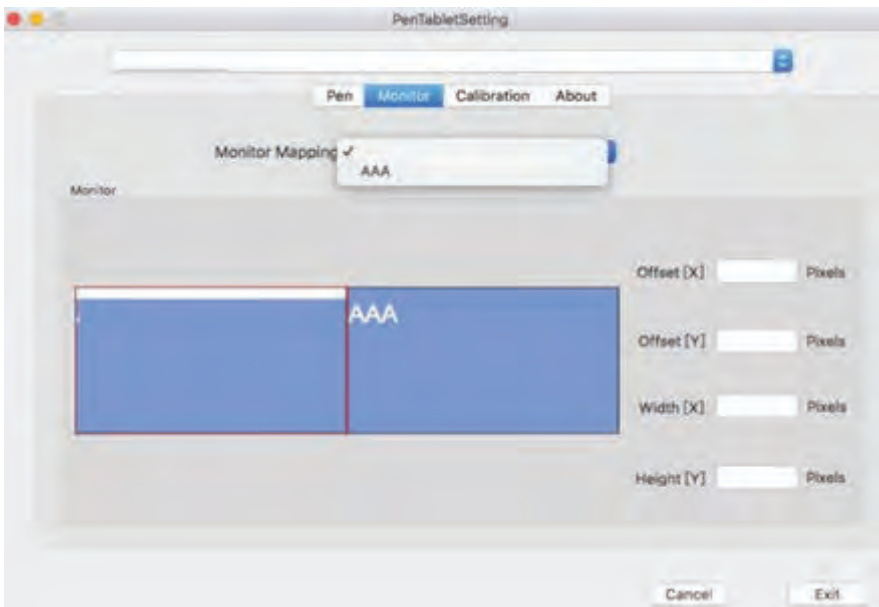 PenTabletSetting
Pen Monitor Calibration About
Monitor Mapping ✓
AAA
Monitor
AAA
Offset [X] Pixels
Offset [Y] Pixels
Width [X] Pixels
Height [Y] Pixels
Cancel Exit